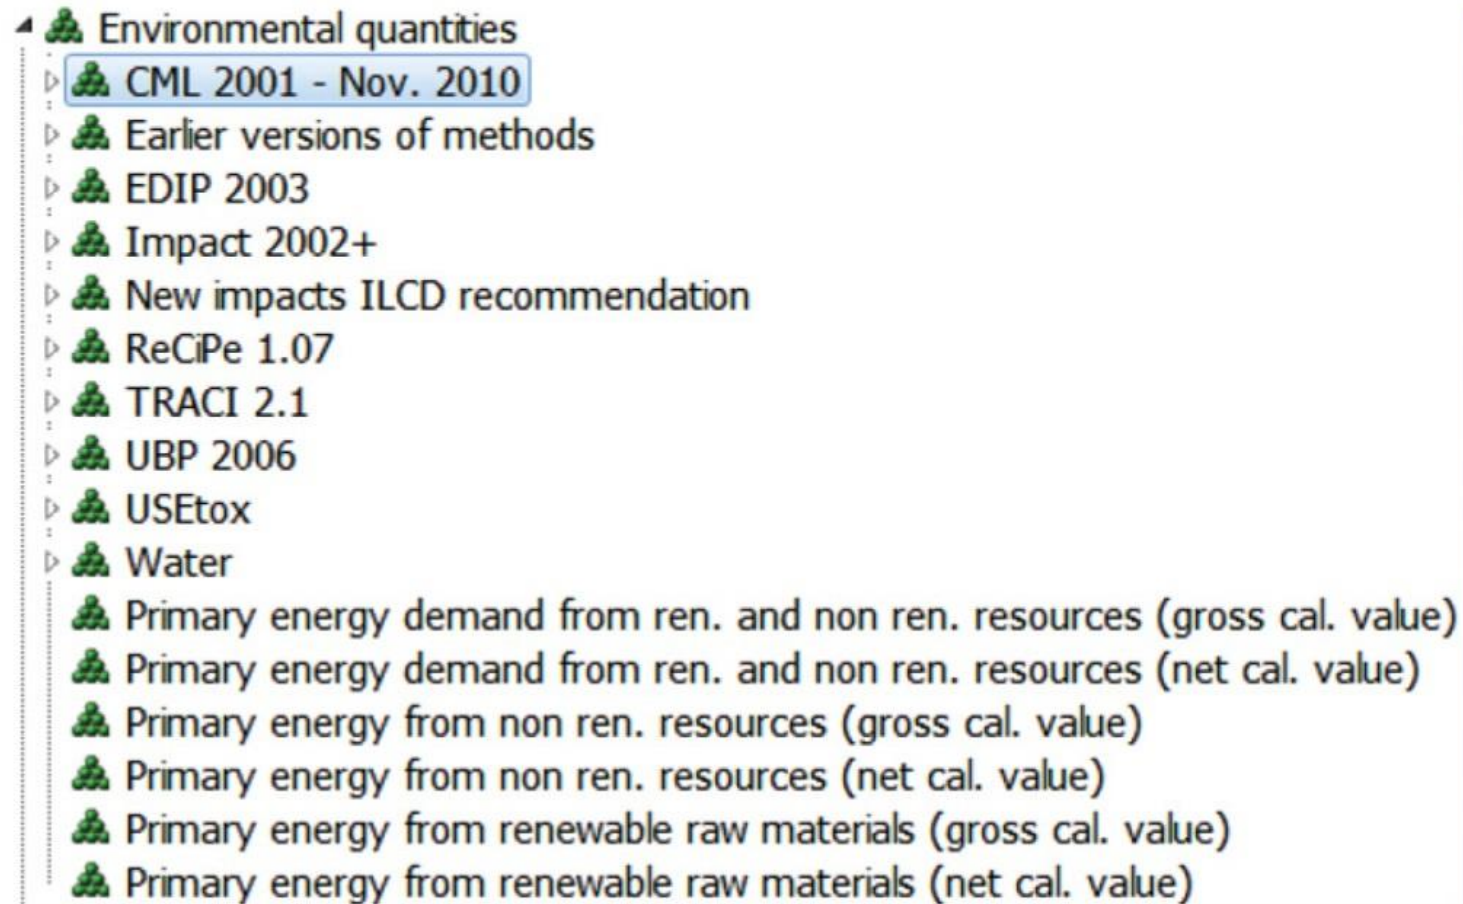 Environmental quantities
CML 2001 - Nov. 2010
Earlier versions of methods
EDIP 2003
Impact 2002+
New impacts ILCD recommendation
ReCiPe 1.07
TRACI 2.1
UBP 2006
USEtox
Water
Primary energy demand from ren. and non ren. resources (gross cal. value)
Primary energy demand from ren. and non ren. resources (net cal. value)
Primary energy from non ren. resources (gross cal. value)
Primary energy from non ren. resources (net cal. value)
Primary energy from renewable raw materials (gross cal. value)
Primary energy from renewable raw materials (net cal. value)